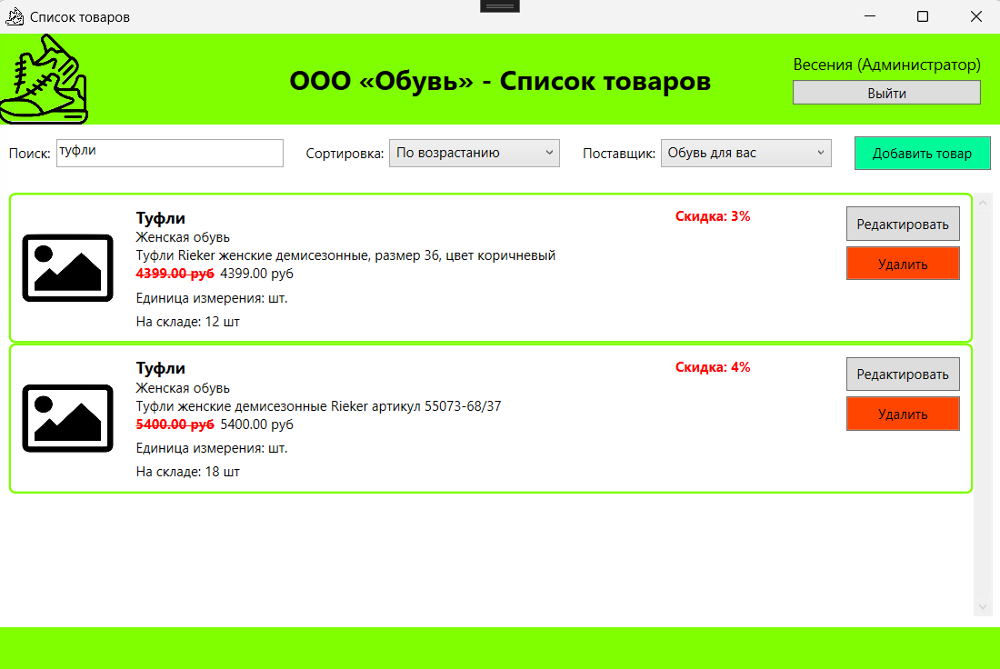 Список товаров
ООО «Обувь» - Список товаров
Весения (Администратор)
Выйти
Поиск: туфли Сортировка: По возрастанию Поставщик: Обувь для вас Добавить товар
Туфли
Женская обувь
Туфли Rieker женские демисезонные, размер 36, цвет коричневый
4399.00 руб 4399.00 руб
Единица измерения: шт.
На складе: 12 шт
Скидка: 3%
Редактировать
Удалить
Туфли
Женская обувь
Туфли женские демисезонные Rieker артикул 55073-68/37
5400.00 руб 5400.00 руб
Единица измерения: шт.
На складе: 18 шт
Скидка: 4%
Редактировать
Удалить